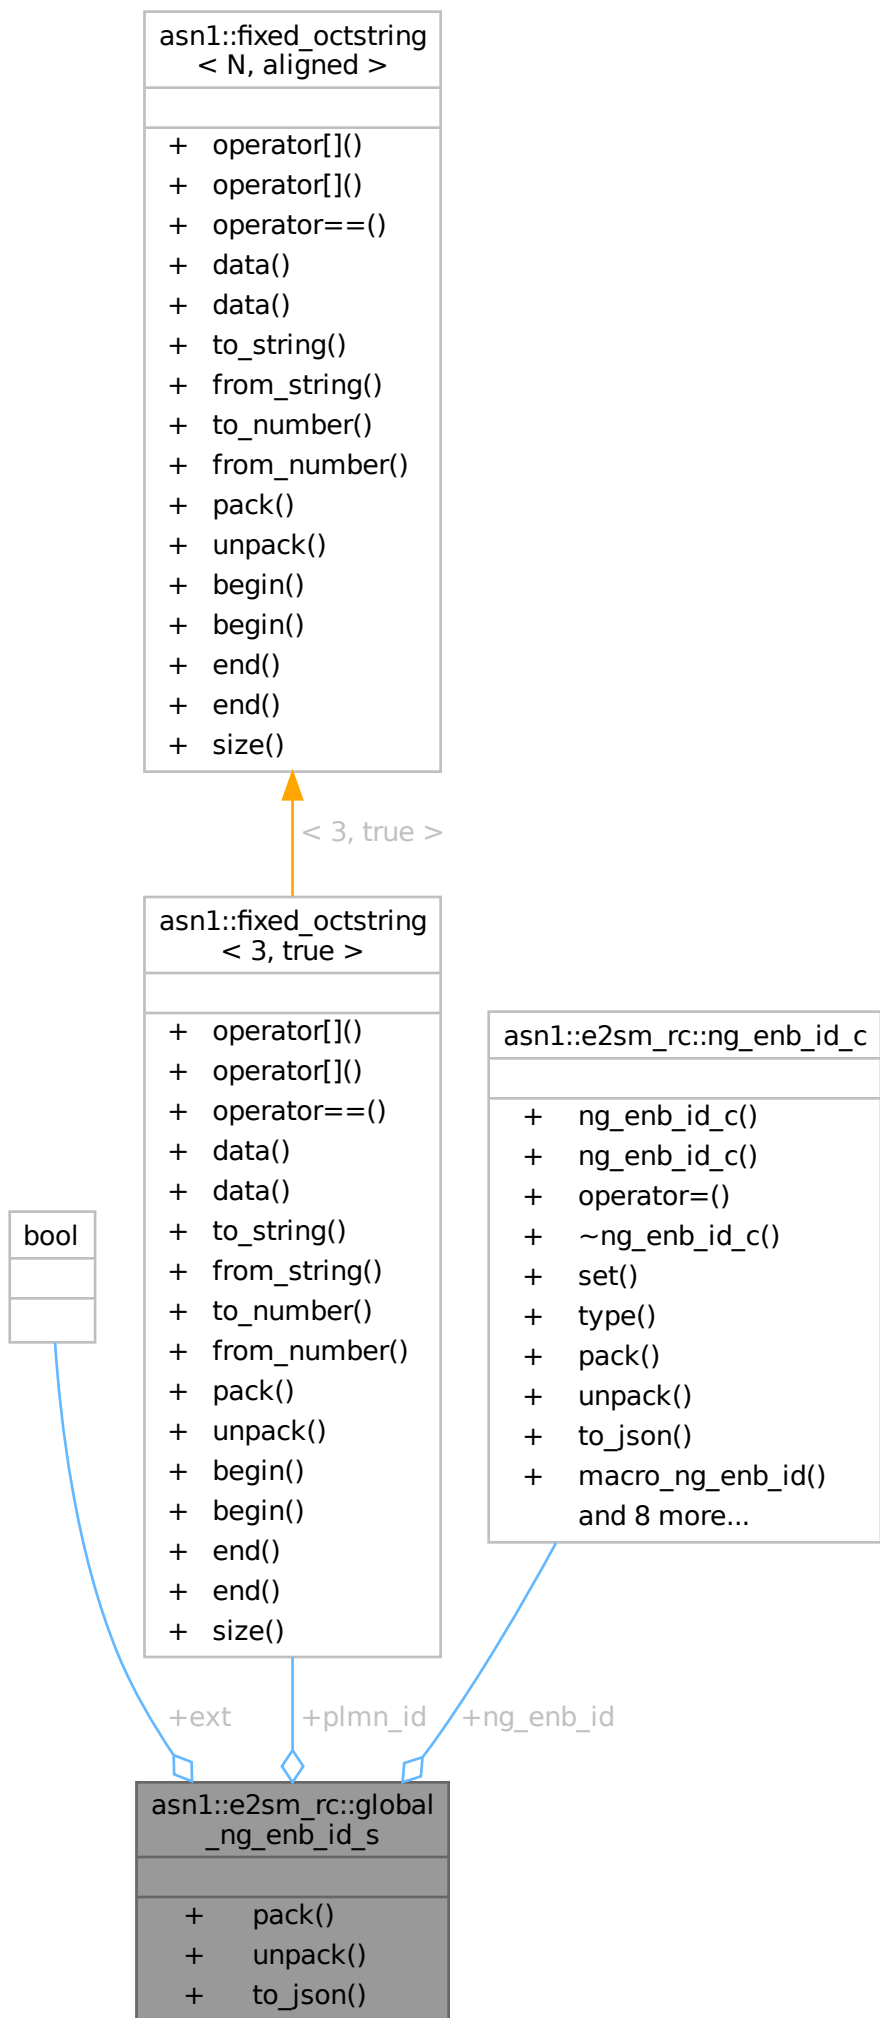 asn1::fixed_octstring
< N, aligned >
+ operator[]()
+ operator[]()
+ operator==()
+ data()
+ data()
+ to_string()
+ from_string()
+ to_number()
+ from_number()
+ pack()
+ unpack()
+ begin()
+ begin()
+ end()
+ end()
+ size()
< 3, true >
asn1::fixed_octstring
< 3, true >
+ operator[]()
+ operator[]()
+ operator==()
+ data()
+ data()
+ to_string()
+ from_string()
+ to_number()
+ from_number()
+ pack()
+ unpack()
+ begin()
+ begin()
+ end()
+ end()
+ size()
asn1::e2sm_rc::ng_enb_id_c
+ ng_enb_id_c()
+ ng_enb_id_c()
+ operator=()
+ ~ng_enb_id_c()
+ set()
+ type()
+ pack()
+ unpack()
+ to_json()
+ macro_ng_enb_id()
and 8 more...
bool
+ext
+plmn_id
+ng_enb_id
asn1::e2sm_rc::global
_ng_enb_id_s
+ pack()
+ unpack()
+ to_json()